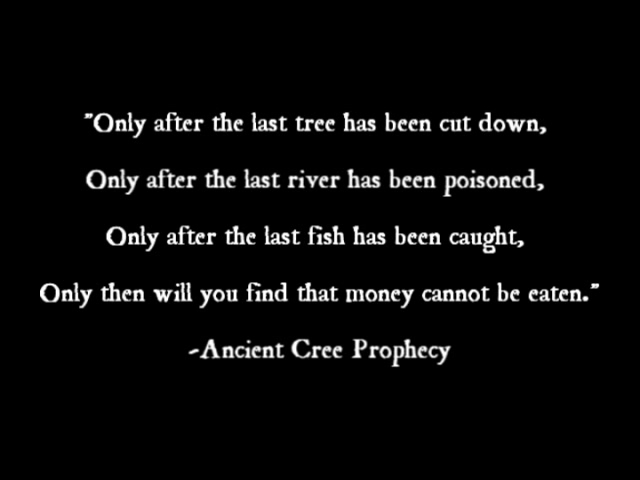 "Only after the last tree has been cut down,
Only after the last river has been poisoned,
Only after the last fish has been caught,
Only then will you find that money cannot be eaten."
-Ancient Cree Prophecy